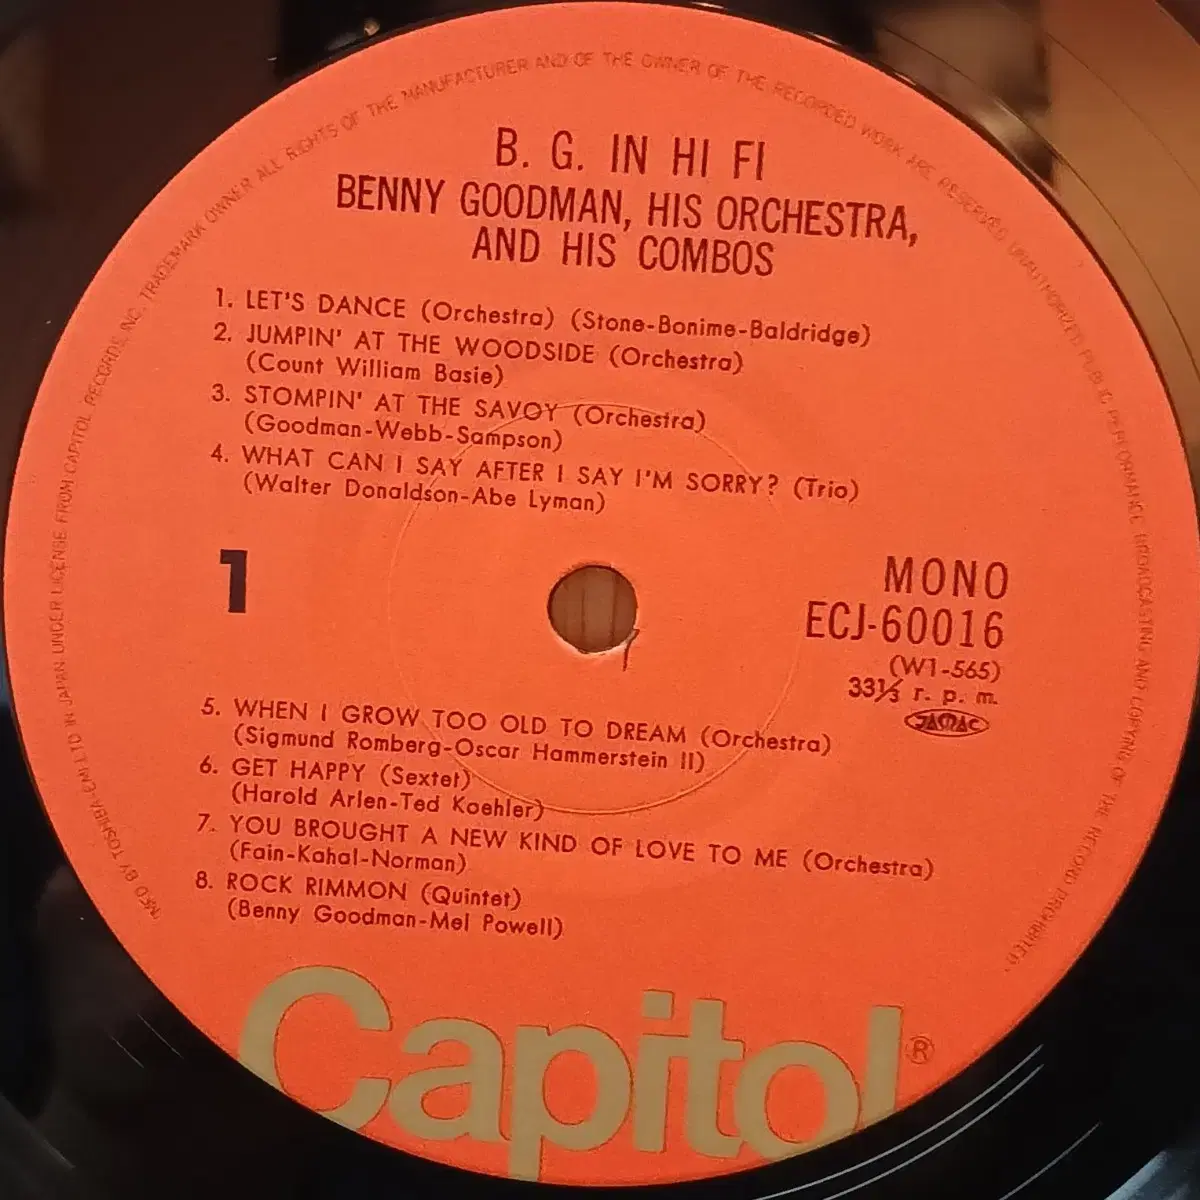 TRADEMARK OWNER ALL RIGHTS OF THE MANUFACTURER AND OF THE OWNER OF THE RECORDED WORK ARE RESERVED UNAUTHORIZED PUBLIC PERFORMANCE BROADCASTING AND COPYING OF THE RECORD PROHIBITED.
B. G. IN HI FI
BENNY GOODMAN, HIS ORCHESTRA,
AND HIS COMBOS
1. LET'S DANCE (Orchestra) (Stone-Bonime-Baldridge)
2. JUMPIN' AT THE WOODSIDE (Orchestra)
(Count William Basie)
3. STOMPIN' AT THE SAVOY (Orchestra)
(Goodman-Webb-Sampson)
4. WHAT CAN I SAY AFTER I SAY I'M SORRY? (Trio)
(Walter Donaldson-Abe Lyman)
1
MONO
ECJ-60016
(W1-565)
33⅓ r. p. m.
5. WHEN I GROW TOO OLD TO DREAM (Orchestra)
(Sigmund Romberg-Oscar Hammerstein II)
6. GET HAPPY (Sextet)
(Harold Arlen-Ted Koehler)
7. YOU BROUGHT A NEW KIND OF LOVE TO ME (Orchestra)
(Fain-Kahal-Norman)
8. ROCK RIMMON (Quintet)
(Benny Goodman-Mel Powell)
BY TOSHIBA-EMI LTD IN JAPAN UNDER LICENSE FROM CAPITOL RECORDS, INC.
Capitol®